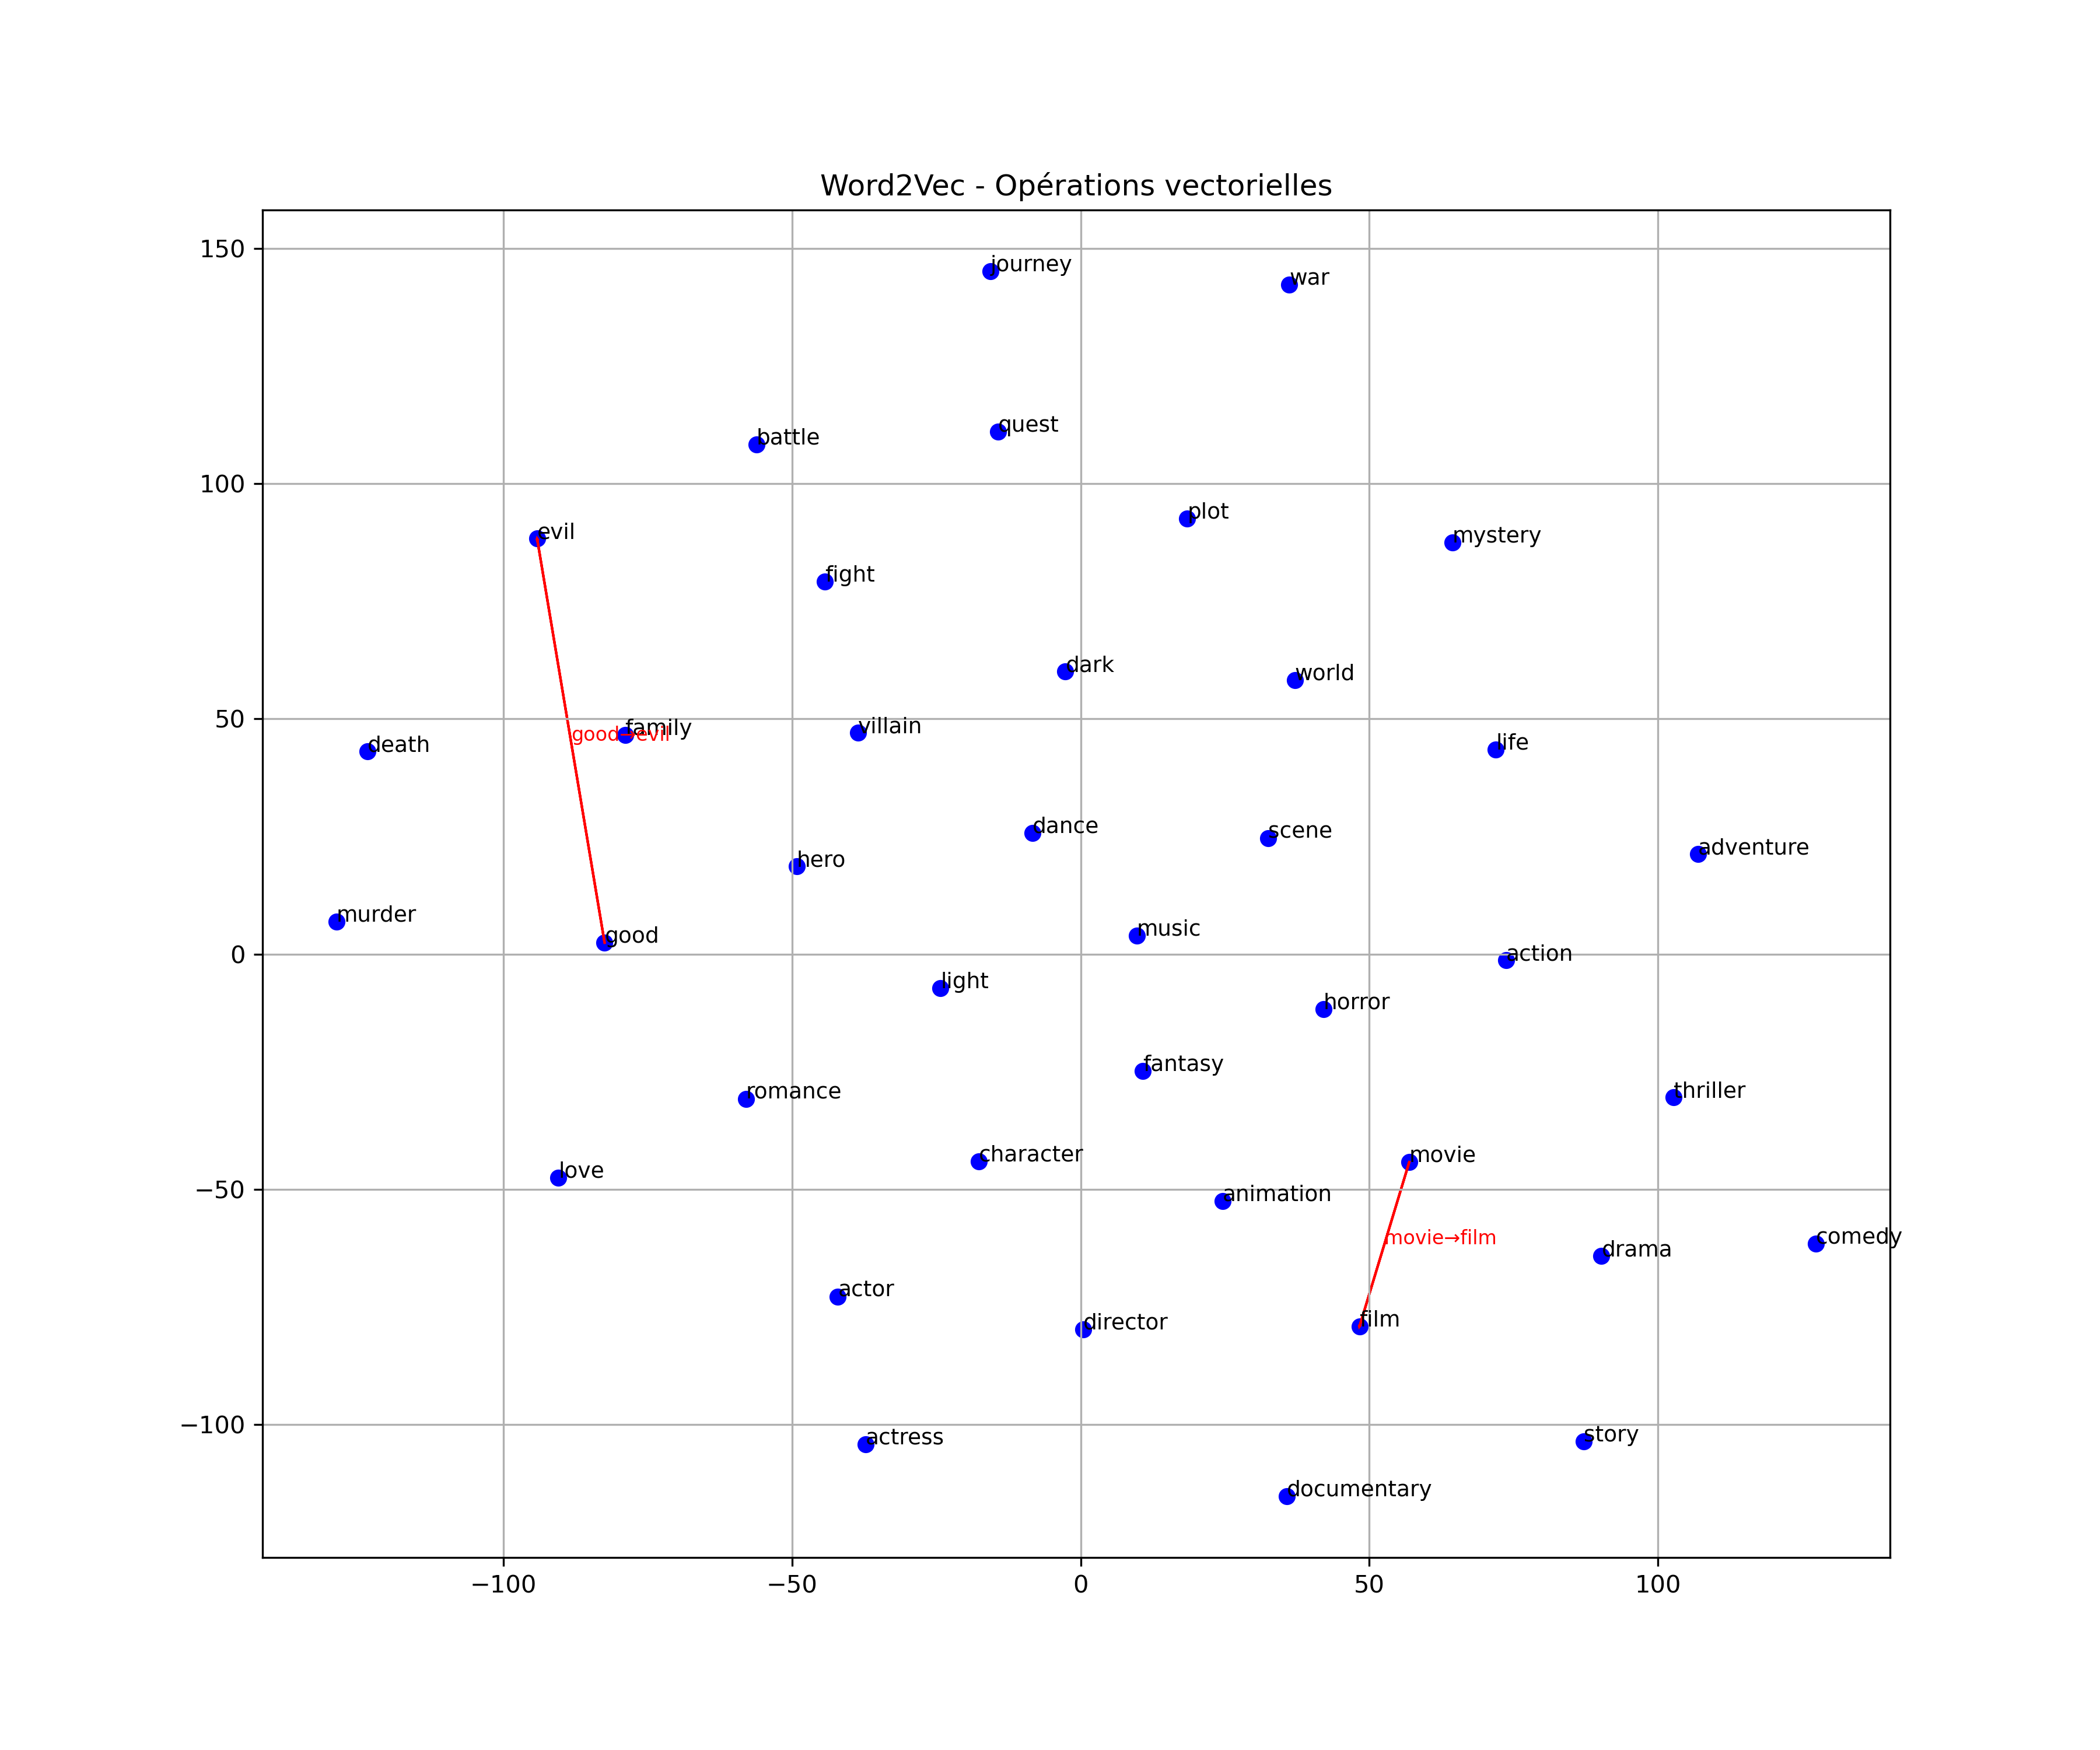 Word2Vec - Opérations vectorielles
150
journey
war
quest
battle
100
plot
evil
mystery
fight
dark
world
50
family
villain
good→evil
death
life
dance
scene
adventure
hero
murder
good
music
0
action
light
horror
fantasy
romance
thriller
character
movie
love
−50
animation
comedy
movie→film
drama
actor
director
film
−100
actress
story
documentary
−100
−50
0
50
100